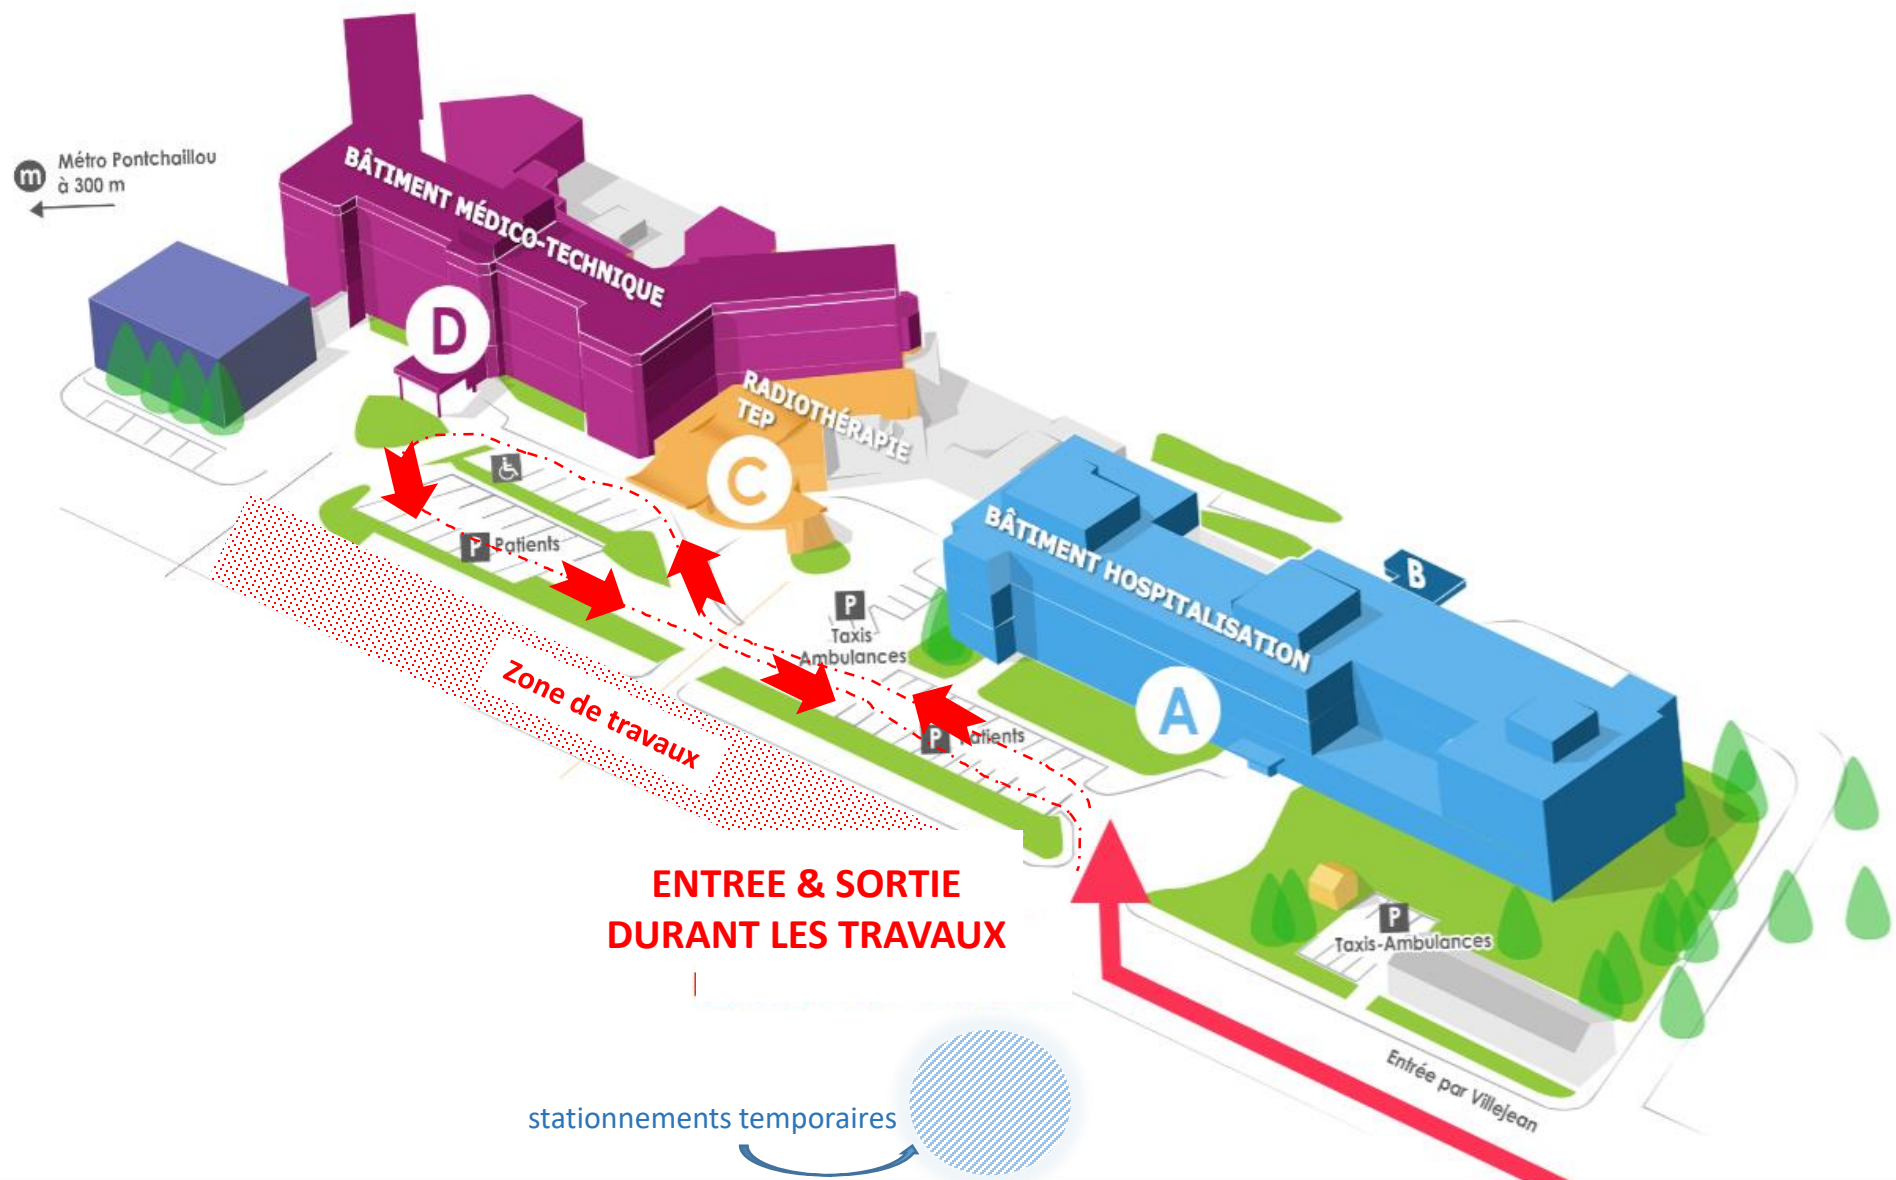 m
Métro Pontchaillou
à 300 m
BÂTIMENT MÉDICO-TECHNIQUE
D
RADIOTHÉRAPIE
TEP
C
P Patients
P
Taxis
Ambulances
BÂTIMENT HOSPITALISATION
B
A
P Patients
Zone de travaux
ENTREE & SORTIE
DURANT LES TRAVAUX
P
Taxis-Ambulances
Entrée par Villejean
stationnements temporaires